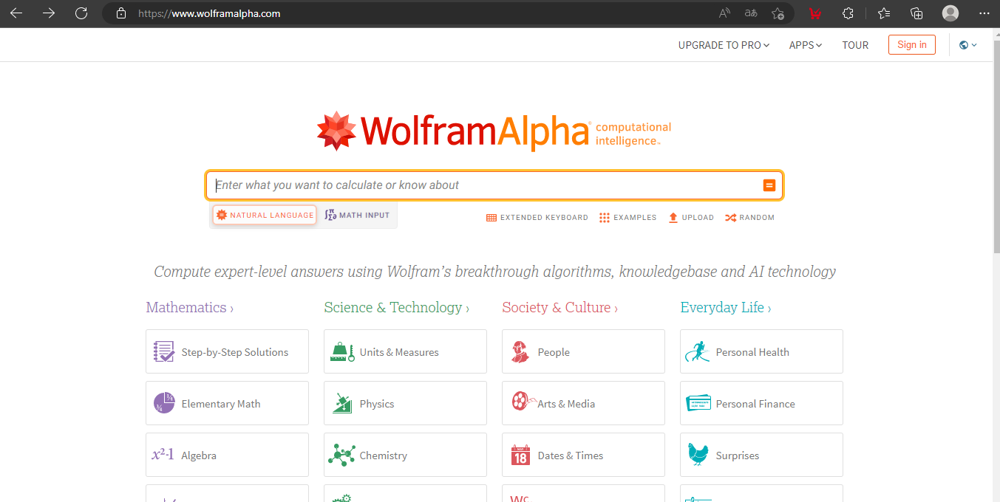 https://www.wolframalpha.com
UPGRADE TO PRO APPS TOUR Sign in
WolframAlpha computational intelligence.
Enter what you want to calculate or know about
NATURAL LANGUAGE MATH INPUT EXTENDED KEYBOARD EXAMPLES UPLOAD RANDOM
Compute expert-level answers using Wolfram's breakthrough algorithms, knowledgebase and AI technology
Mathematics › Science & Technology › Society & Culture › Everyday Life ›
Step-by-Step Solutions Units & Measures People Personal Health
Elementary Math Physics Arts & Media Personal Finance
x²-1 Algebra Chemistry 18 Dates & Times Surprises